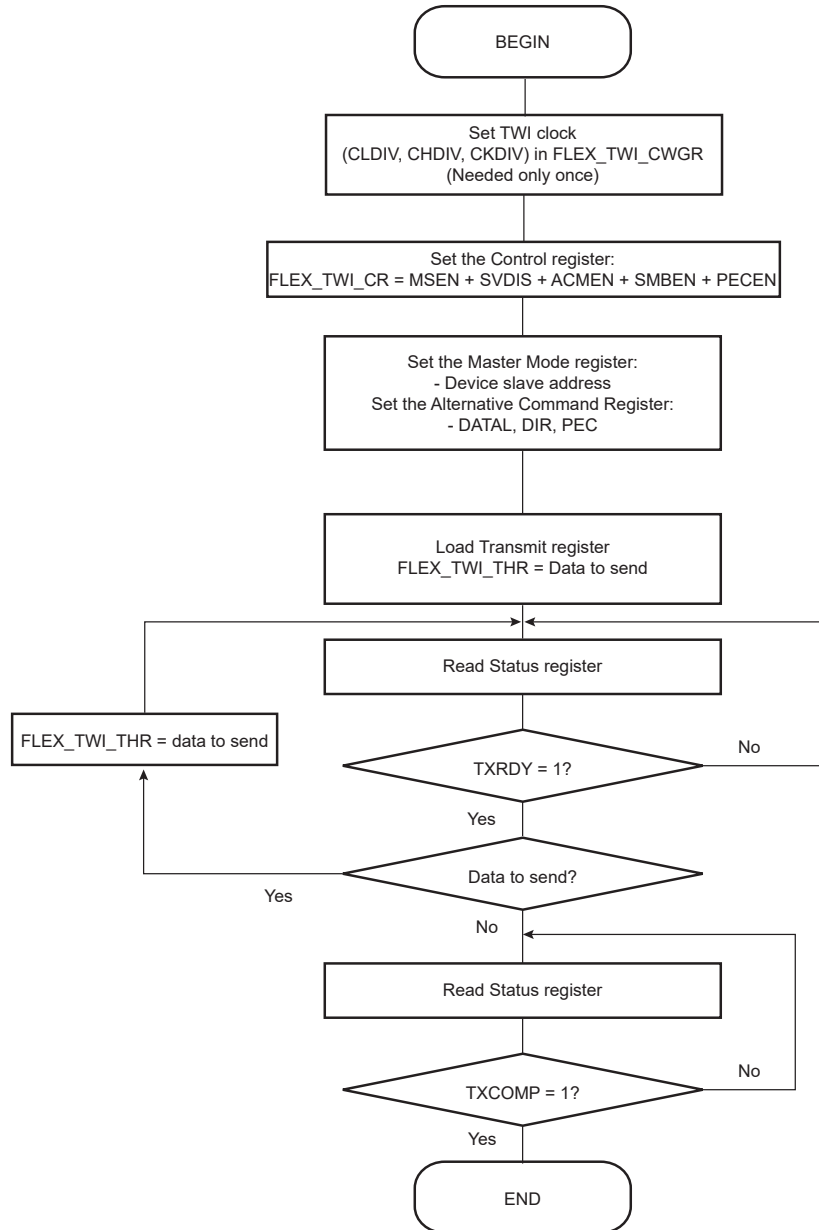 BEGIN
Set TWI clock
(CLDIV, CHDIV, CKDIV) in FLEX_TWI_CWGR
(Needed only once)
Set the Control register:
FLEX_TWI_CR = MSEN + SVDIS + ACMEN + SMBEN + PECEN
Set the Master Mode register:
- Device slave address
Set the Alternative Command Register:
- DATAL, DIR, PEC
Load Transmit register
FLEX_TWI_THR = Data to send
Read Status register
FLEX_TWI_THR = data to send
TXRDY = 1?
No
Yes
Data to send?
Yes
No
Read Status register
TXCOMP = 1?
No
Yes
END